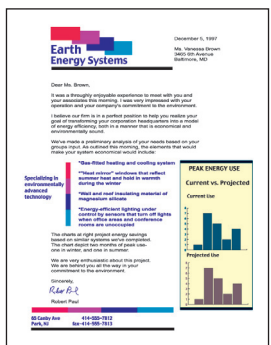 Earth
Energy Systems
December 5, 1997
Ms. Vanessa Brown
3405 6th Avenue
Baltimore, MD
Dear Ms. Brown,
It was a throughly enjoyable experience to meet with you and
your associates this morning. I was very impressed with your
operation and your company's commitment to the environment.
I believe our firm is in a perfect position to help you realize your
goal of transforming your corporation headquarters into a model
of energy efficiency, both in a manner that is economical and
environmentally sound.
We've made a preliminary analysis of your needs based on your
groups input. As outlined this morning, the elements that would
make your system economical would include:
Specializing in
environmentally
advanced
technology
*Gas-filled heating and cooling system
*"Heat mirror" windows that reflect
summer heat and hold in warmth
during the winter
*Wall and roof insulating material of
magnesium silicate
*Energy-efficient lighting under
control by sensors that turn off lights
when office areas and conference
rooms are unoccupied
PEAK ENERGY USE
Current vs. Projected
Current Use
Projected Use
The charts at right project energy savings
based on similar systems we've completed.
The chart depict two months of peak use-
one in winter, and one in summer.
We are very enthusiastic about this project.
We are behind you all the way in your
commitment to the environment
Sincerely,
Robert Paul
65 Canby Ave
Park, NJ
414-555-7812
fax-414-555-7813